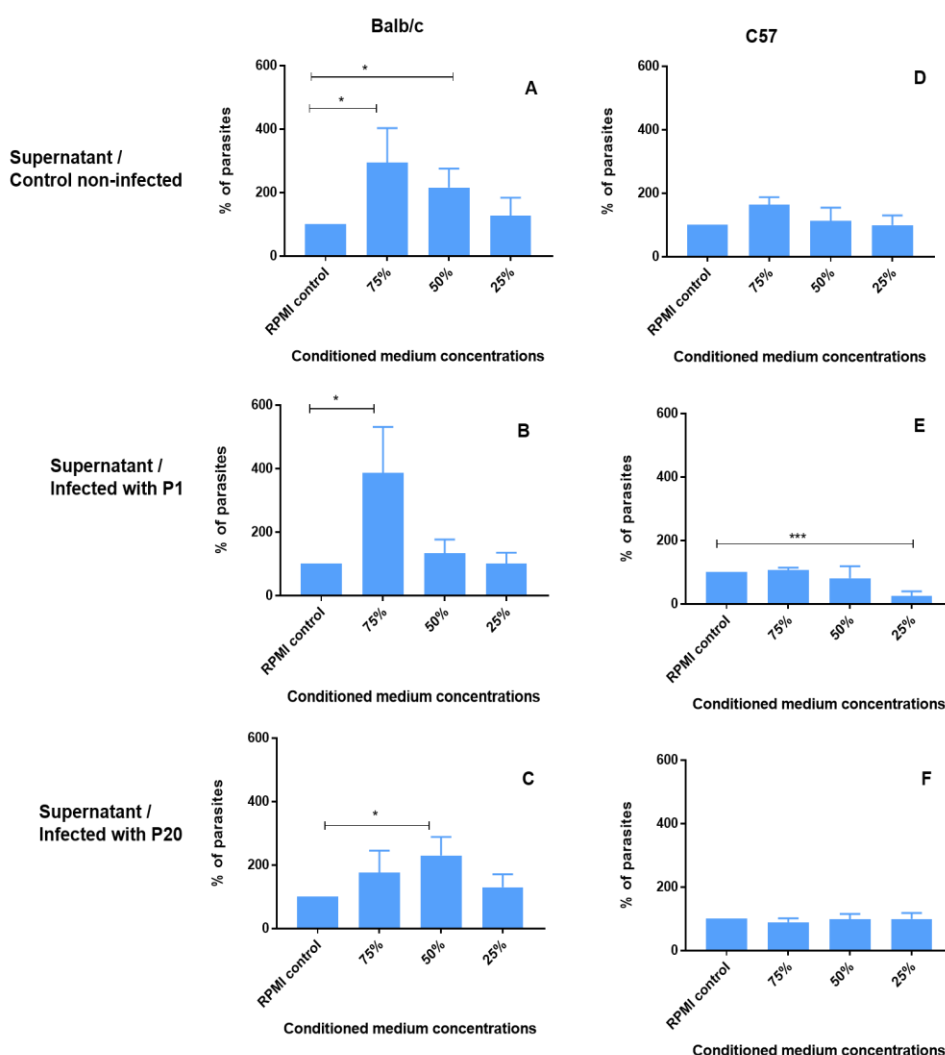 Balb/c
C57
Supernatant /
Control non-infected
% of parasites
600
400
200
0
*
*
A
RPMI control
75%
50%
25%
Conditioned medium concentrations
% of parasites
600
400
200
0
D
RPMI control
75%
50%
25%
Conditioned medium concentrations
Supernatant /
Infected with P1
% of parasites
600
400
200
0
*
B
RPMI control
75%
50%
25%
Conditioned medium concentrations
% of parasites
600
400
200
0
***
E
RPMI control
75%
50%
25%
Conditioned medium concentrations
Supernatant /
Infected with P20
% of parasites
600
400
200
0
*
C
RPMI control
75%
50%
25%
Conditioned medium concentrations
% of parasites
600
400
200
0
F
RPMI control
75%
50%
25%
Conditioned medium concentrations